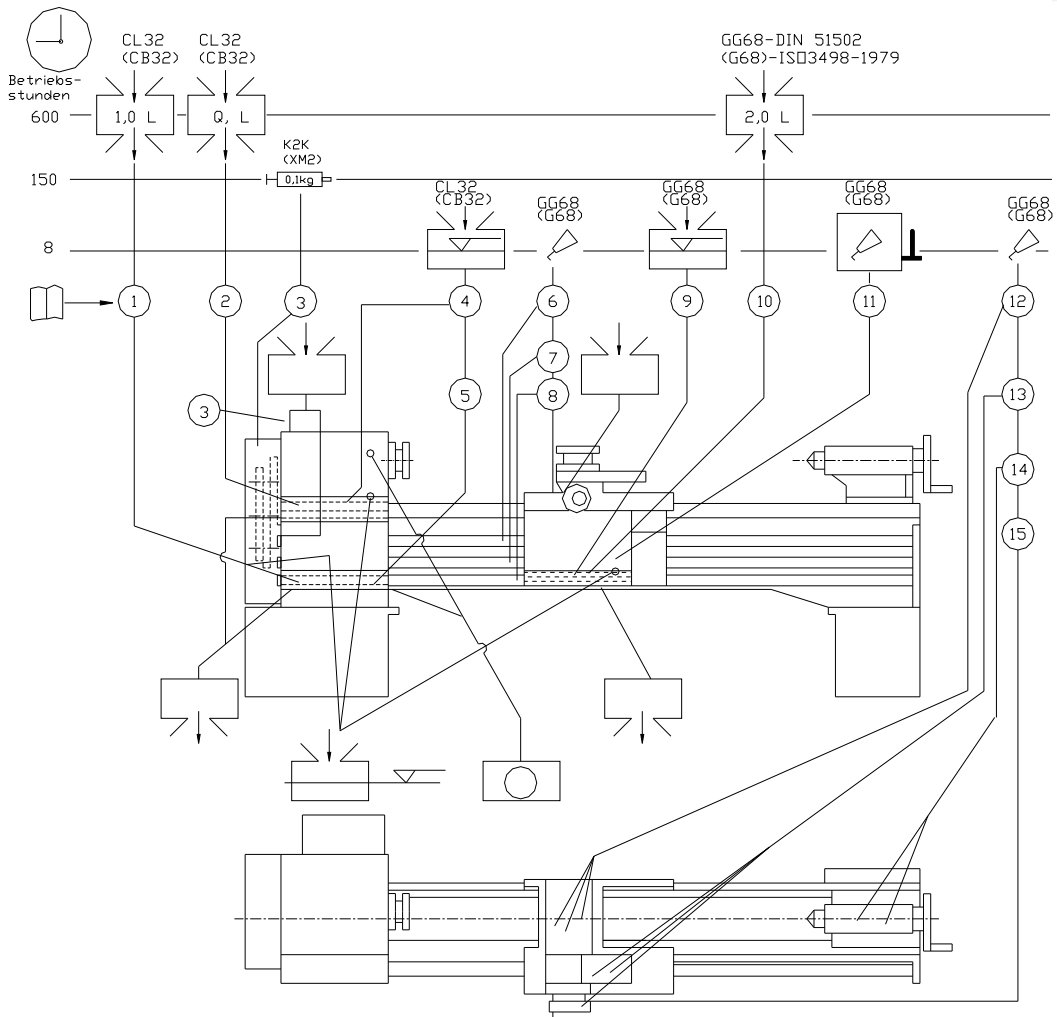 CL32
(CB32)
CL32
(CB32)
GG68-DIN 51502
(G68)-ISO3498-1979
Betriebs-
stunden
600
1,0 L
Q, L
2,0 L
K2K
(XM2)
150
0,1kg
CL32
(CB32)
GG68
(G68)
GG68
(G68)
GG68
(G68)
GG68
(G68)
8
1
2
3
4
6
9
10
11
12
7
5
8
13
3
14
15